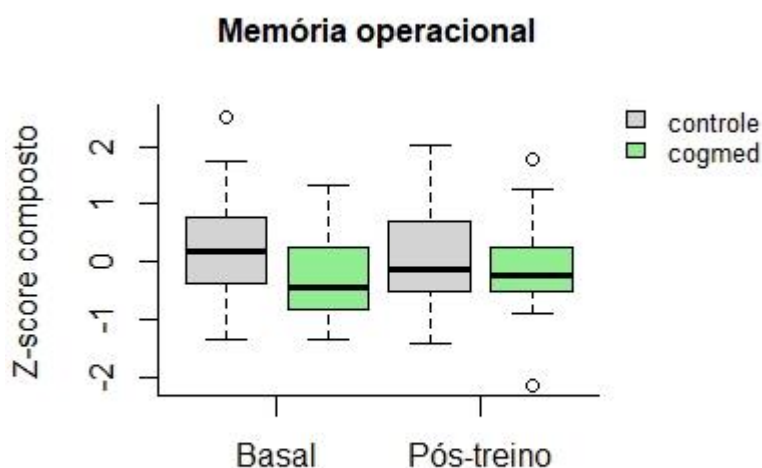 Memória operacional
controle
cogmed
Z-score composto
2
1
0
-1
-2
Basal
Pós-treino